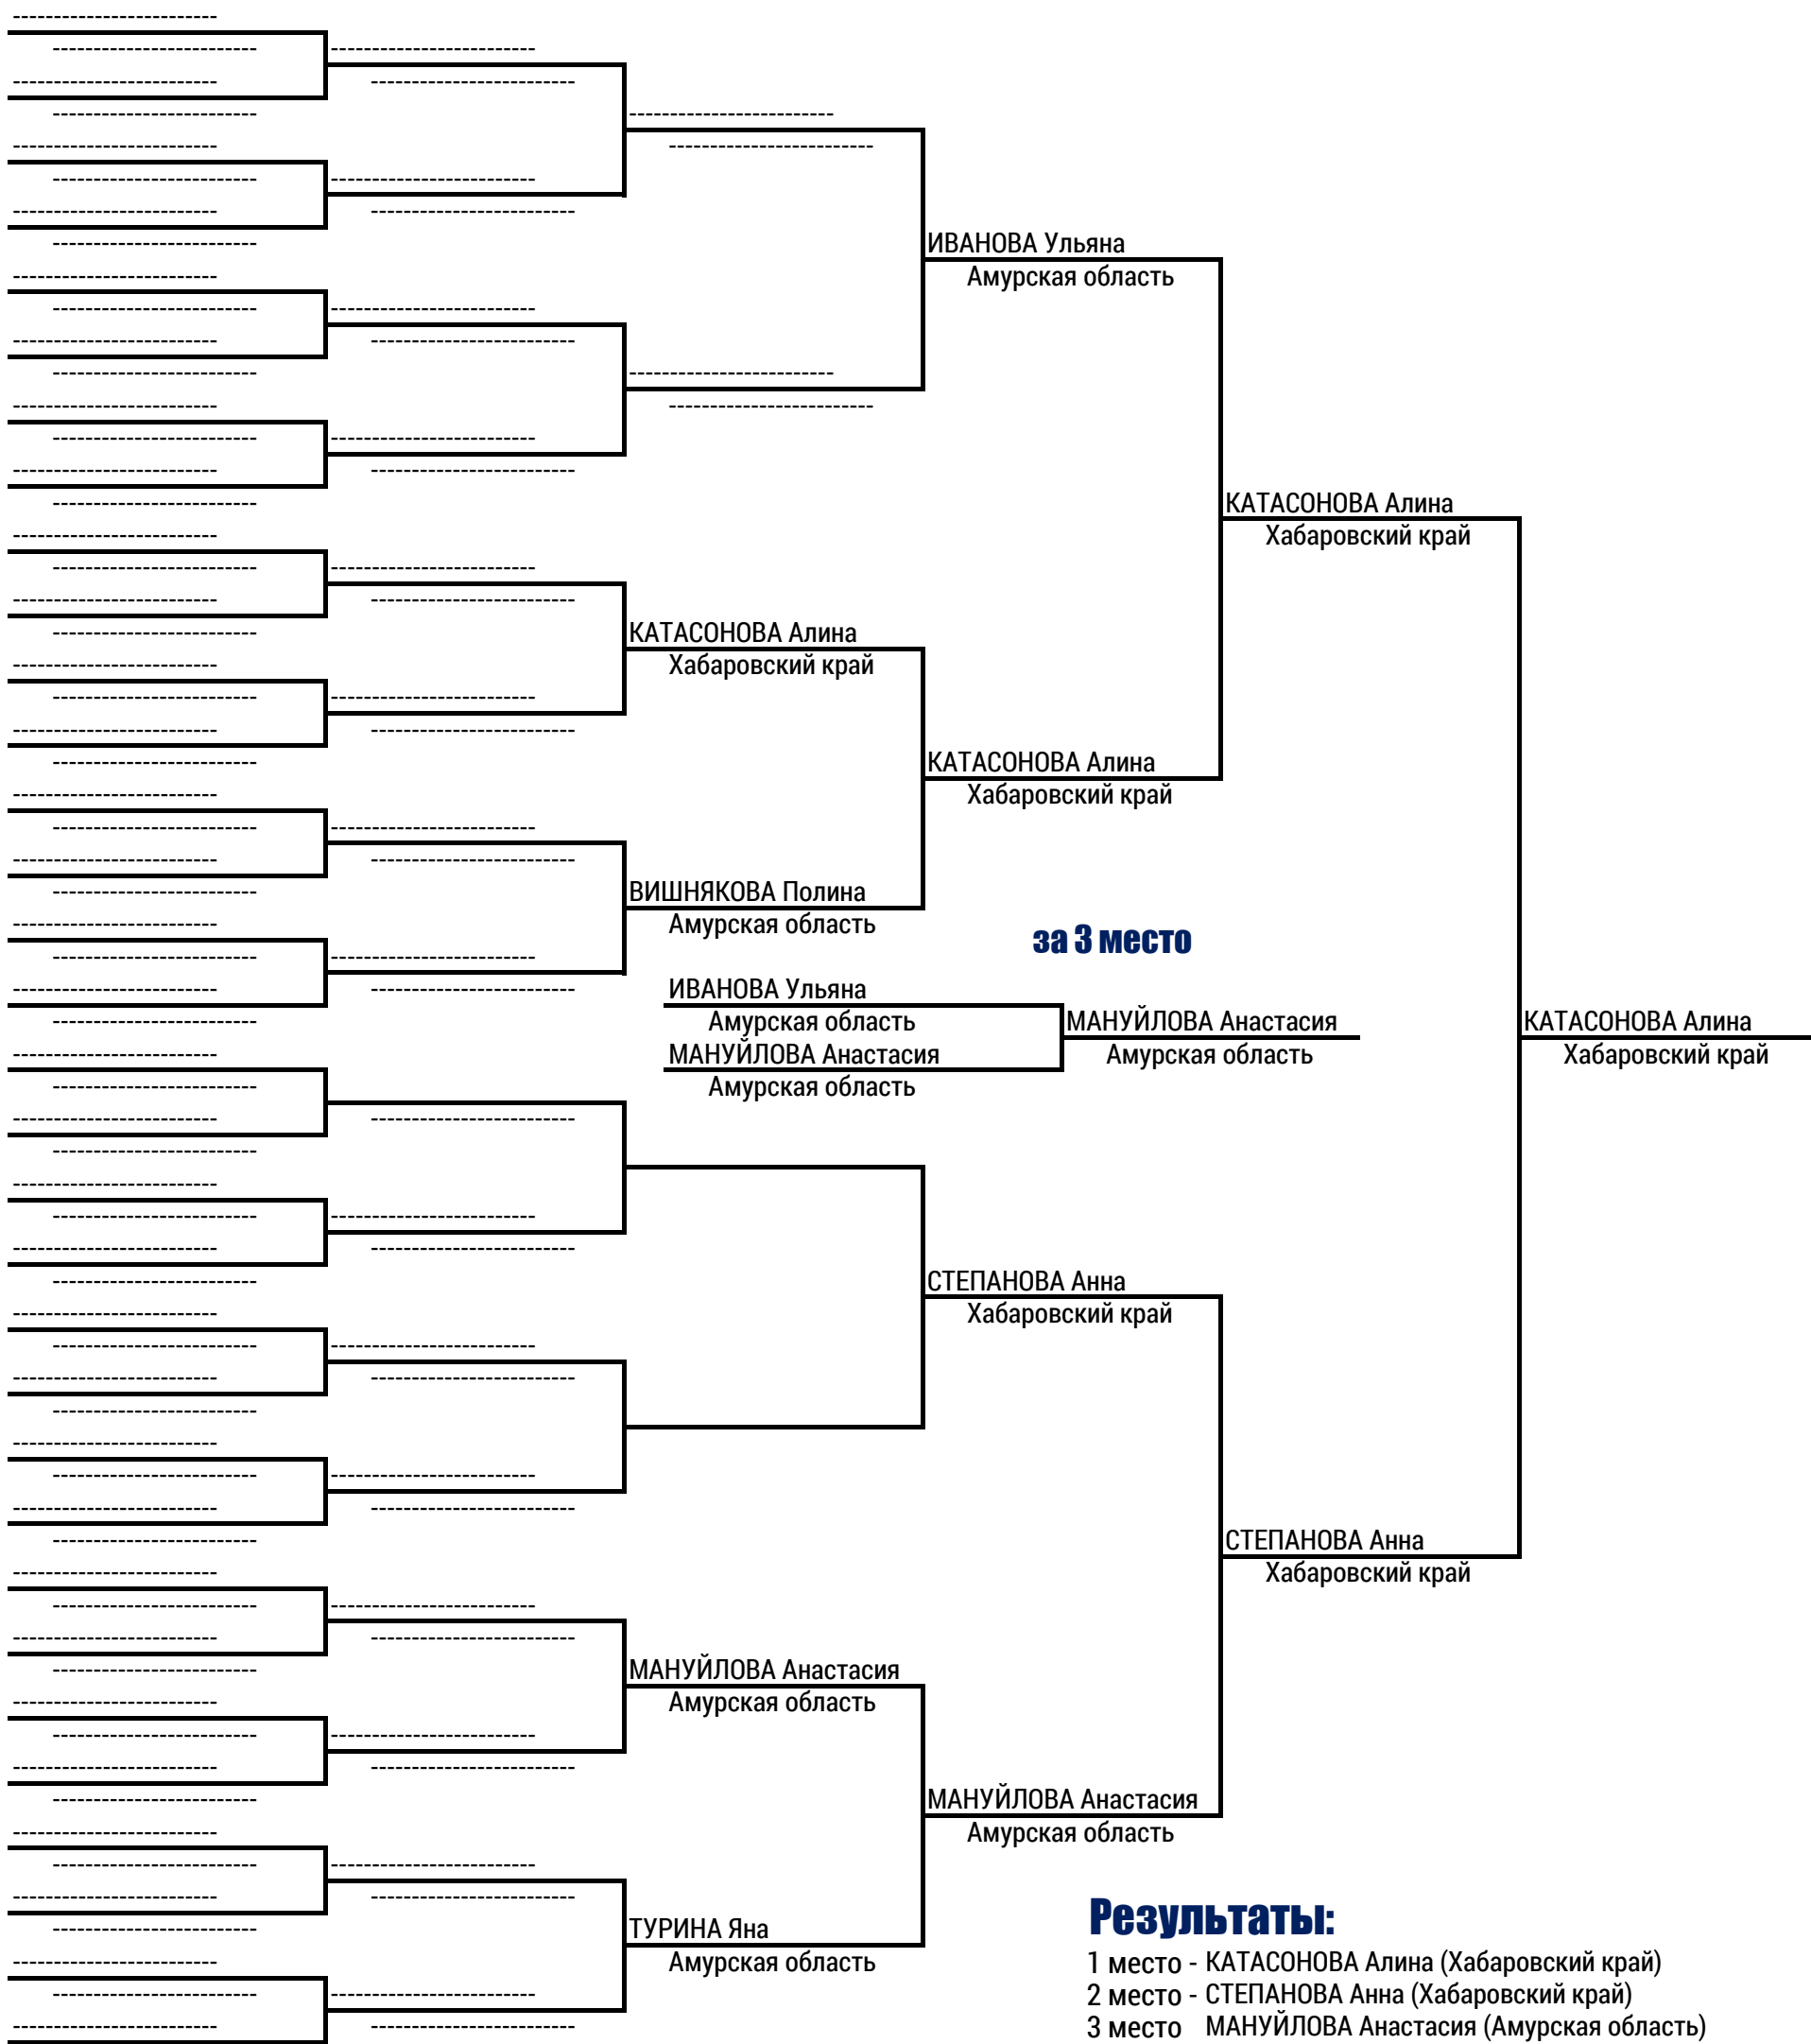 ИВАНОВА Ульяна
Амурская область
КАТАСОНОВА Алина
Хабаровский край
КАТАСОНОВА Алина
Хабаровский край
КАТАСОНОВА Алина
Хабаровский край
ВИШНЯКОВА Полина
Амурская область
за 3 место
ИВАНОВА Ульяна
Амурская область
МАНУЙЛОВА Анастасия
Амурская область
МАНУЙЛОВА Анастасия
Амурская область
КАТАСОНОВА Алина
Хабаровский край
СТЕПАНОВА Анна
Хабаровский край
СТЕПАНОВА Анна
Хабаровский край
МАНУЙЛОВА Анастасия
Амурская область
МАНУЙЛОВА Анастасия
Амурская область
ТУРИНА Яна
Амурская область
Результаты:
1 место - КАТАСОНОВА Алина (Хабаровский край)
2 место - СТЕПАНОВА Анна (Хабаровский край)
3 место МАНУЙЛОВА Анастасия (Амурская область)